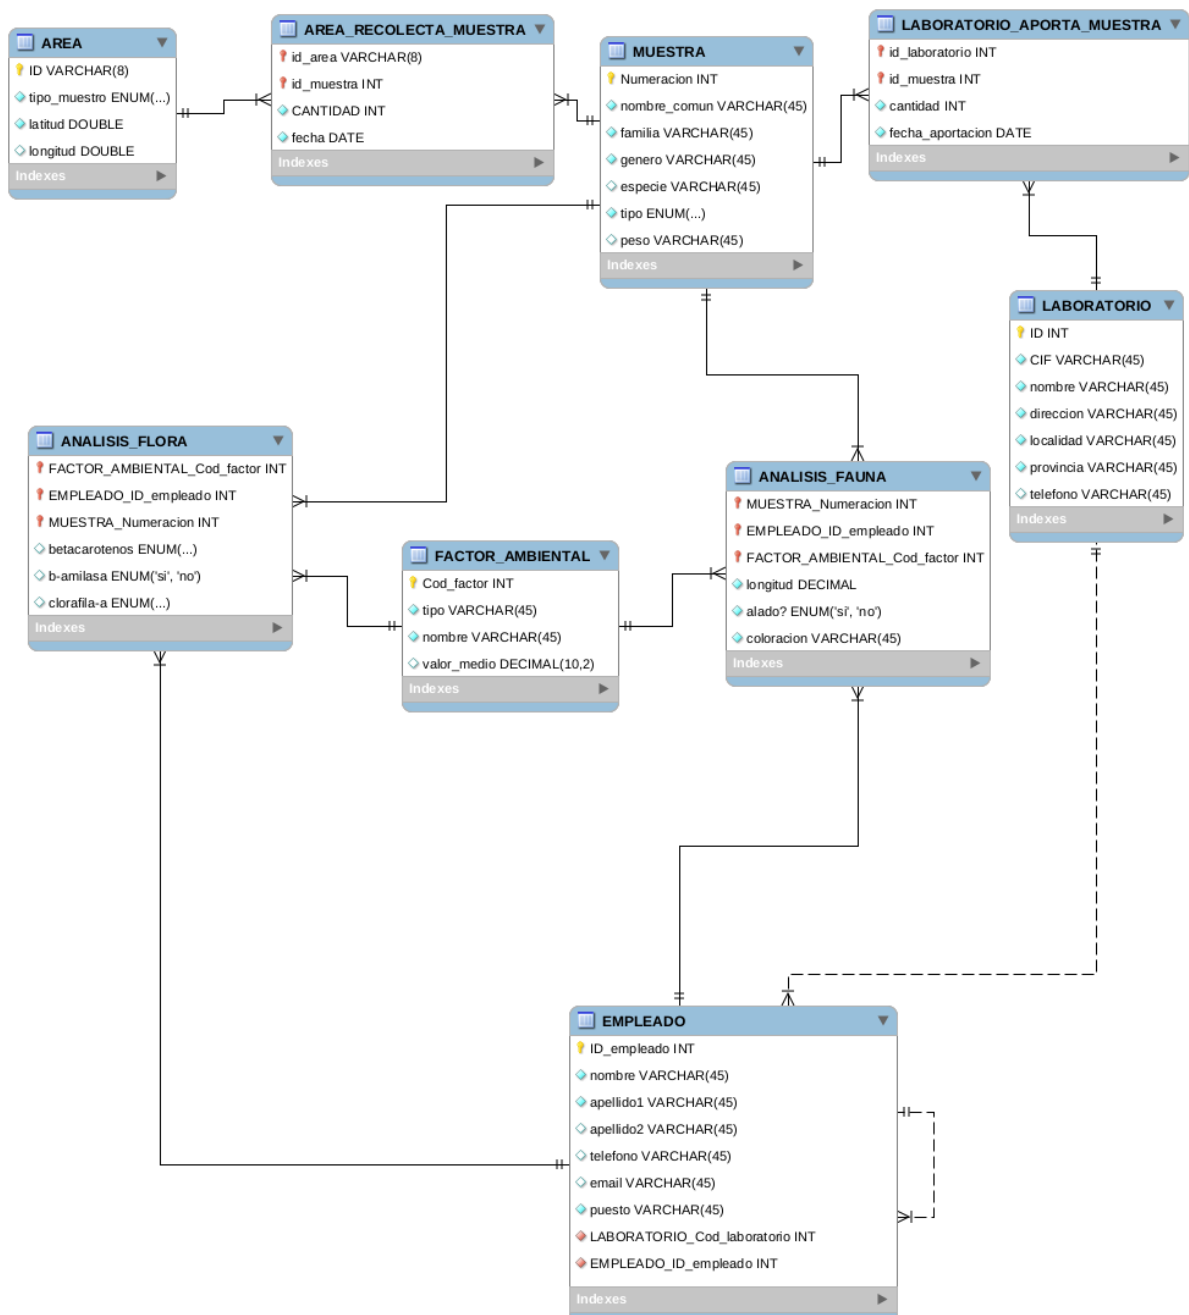 AREA
ID VARCHAR(8)
tipo_muestro ENUM(...)
latitud DOUBLE
longitud DOUBLE
Indexes
AREA_RECOLECTA_MUESTRA
id_area VARCHAR(8)
id_muestra INT
CANTIDAD INT
fecha DATE
Indexes
MUESTRA
Numeracion INT
nombre_comun VARCHAR(45)
familia VARCHAR(45)
genero VARCHAR(45)
especie VARCHAR(45)
tipo ENUM(...)
peso VARCHAR(45)
Indexes
LABORATORIO_APORTA_MUESTRA
id_laboratorio INT
id_muestra INT
cantidad INT
fecha_aportacion DATE
Indexes
LABORATORIO
ID INT
CIF VARCHAR(45)
nombre VARCHAR(45)
direccion VARCHAR(45)
localidad VARCHAR(45)
provincia VARCHAR(45)
telefono VARCHAR(45)
Indexes
ANALISIS_FLORA
FACTOR_AMBIENTAL_Cod_factor INT
EMPLEADO_ID_empleado INT
MUESTRA_Numeracion INT
betacarotenos ENUM(...)
b-amilasa ENUM('si', 'no')
clorafila-a ENUM(...)
Indexes
FACTOR_AMBIENTAL
Cod_factor INT
tipo VARCHAR(45)
nombre VARCHAR(45)
valor_medio DECIMAL(10,2)
Indexes
ANALISIS_FAUNA
MUESTRA_Numeracion INT
EMPLEADO_ID_empleado INT
FACTOR_AMBIENTAL_Cod_factor INT
longitud DECIMAL
alado? ENUM('si', 'no')
coloracion VARCHAR(45)
Indexes
EMPLEADO
ID_empleado INT
nombre VARCHAR(45)
apellido1 VARCHAR(45)
apellido2 VARCHAR(45)
telefono VARCHAR(45)
email VARCHAR(45)
puesto VARCHAR(45)
LABORATORIO_Cod_laboratorio INT
EMPLEADO_ID_empleado INT
Indexes